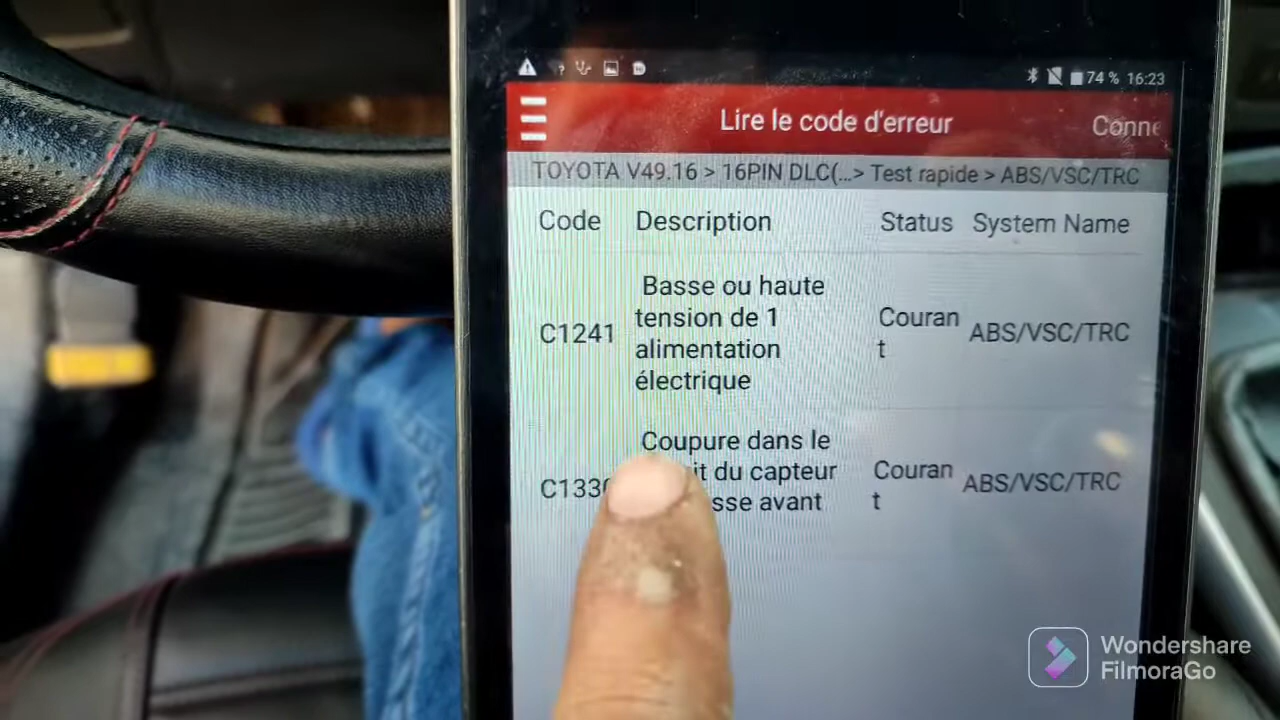 74 % 16:23
Lire le code d'erreur
TOYOTA V49.16 > 16PIN DLC(...> Test rapide > ABS/VSC/TRC
Code Description Status System Name
C1241 Basse ou haute tension de 1 alimentation électrique Couran t ABS/VSC/TRC
Coupure dans le du capteur avant Couran t ABS/VSC/TRC
Wondershare
FilmoraGo